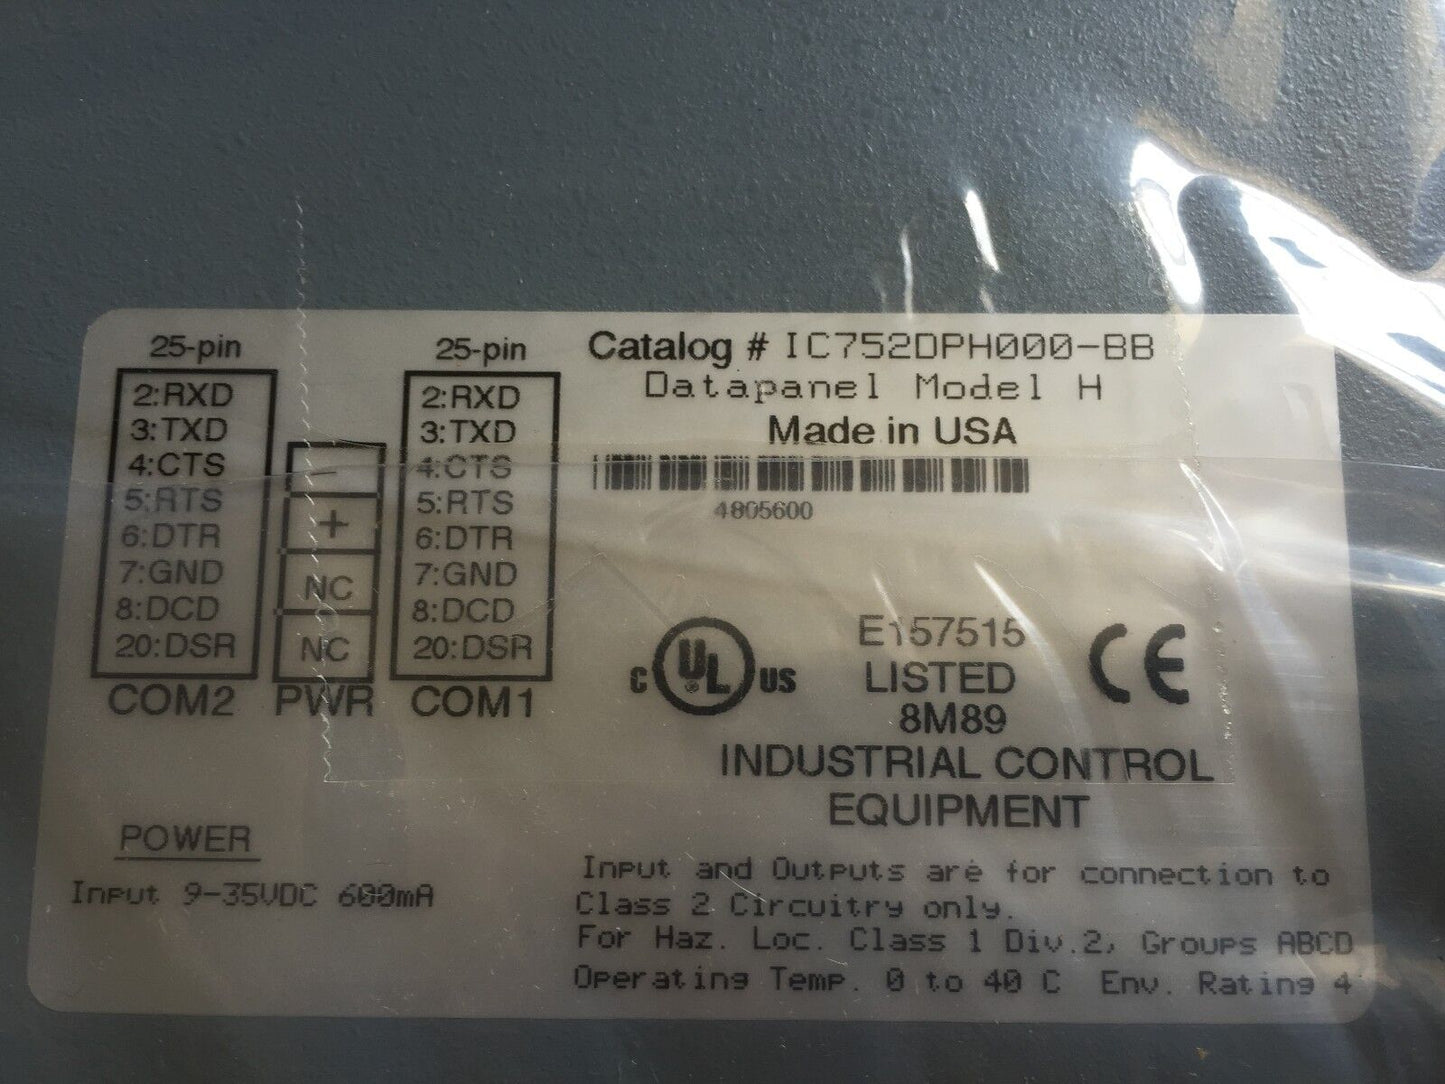 25-pin
2:RXD
3:TXD
4:CTS
5:RTS
6:DTR
7:GND
8:DCD
20:DSR
COM2
−
+
NC
NC
PWR
25-pin
2:RXD
3:TXD
4:CTS
5:RTS
6:DTR
7:GND
8:DCD
20:DSR
COM1
POWER
Input 9-35VDC 600mA
Catalog # IC752DPH000-BB
Datapanel Model H
Made in USA
4805600
C UL ® US
E157515
LISTED
8M89
CE
INDUSTRIAL CONTROL
EQUIPMENT
Input and Outputs are for connection to
Class 2 Circuitry only.
For Haz. Loc. Class 1 Div.2, Groups ABCD
Operating Temp. 0 to 40 C Env. Rating 4